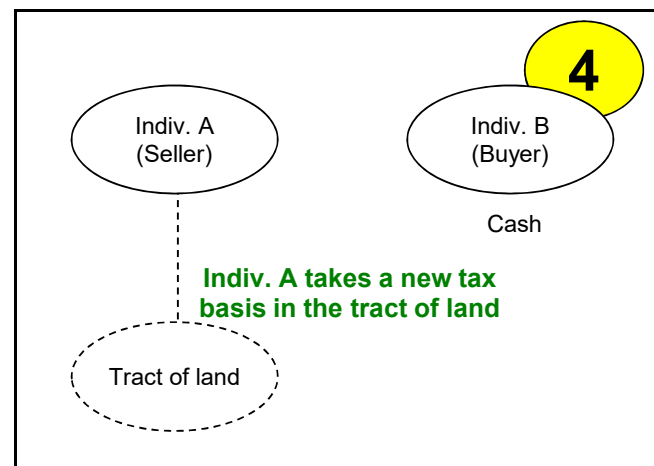 4
Indiv. A
(Seller)
Indiv. B
(Buyer)
Cash
Indiv. A takes a new tax
basis in the tract of land
Tract of land